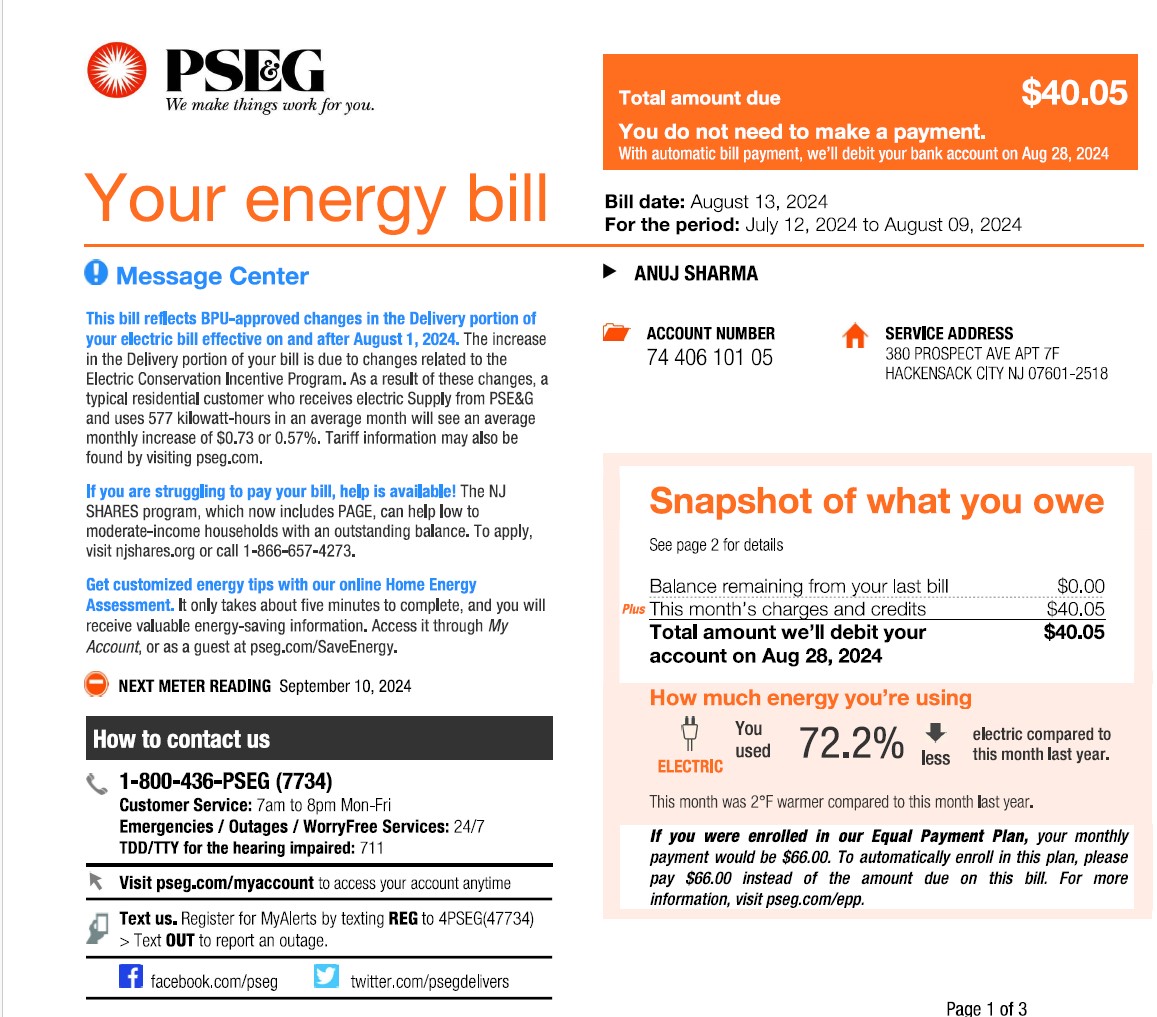 PSE&G
We make things work for you.
Total amount due $40.05
You do not need to make a payment.
With automatic bill payment, we'll debit your bank account on Aug 28, 2024
Your energy bill
Bill date: August 13, 2024
For the period: July 12, 2024 to August 09, 2024
Message Center
This bill reflects BPU-approved changes in the Delivery portion of
your electric bill effective on and after August 1, 2024. The increase
in the Delivery portion of your bill is due to changes related to the
Electric Conservation Incentive Program. As a result of these changes, a
typical residential customer who receives electric Supply from PSE&G
and uses 577 kilowatt-hours in an average month will see an average
monthly increase of $0.73 or 0.57%. Tariff information may also be
found by visiting pseg.com.
If you are struggling to pay your bill, help is available! The NJ
SHARES program, which now includes PAGE, can help low to
moderate-income households with an outstanding balance. To apply,
visit njshares.org or call 1-866-657-4273.
Get customized energy tips with our online Home Energy
Assessment. It only takes about five minutes to complete, and you will
receive valuable energy-saving information. Access it through My
Account, or as a guest at pseg.com/SaveEnergy.
NEXT METER READING September 10, 2024
How to contact us
1-800-436-PSEG (7734)
Customer Service: 7am to 8pm Mon-Fri
Emergencies / Outages / WorryFree Services: 24/7
TDD/TTY for the hearing impaired: 711
Visit pseg.com/myaccount to access your account anytime
Text us. Register for MyAlerts by texting REG to 4PSEG(47734)
> Text OUT to report an outage.
facebook.com/pseg twitter.com/psegdelivers
ANUJ SHARMA
ACCOUNT NUMBER
74 406 101 05
SERVICE ADDRESS
380 PROSPECT AVE APT 7F
HACKENSACK CITY NJ 07601-2518
Snapshot of what you owe
See page 2 for details
Balance remaining from your last bill $0.00
Plus This month's charges and credits $40.05
Total amount we'll debit your $40.05
account on Aug 28, 2024
How much energy you're using
ELECTRIC
You
used
72.2%
less
electric compared to
this month last year.
This month was 2°F warmer compared to this month last year.
If you were enrolled in our Equal Payment Plan, your monthly
payment would be $66.00. To automatically enroll in this plan, please
pay $66.00 instead of the amount due on this bill. For more
information, visit pseg.com/epp.
Page 1 of 3